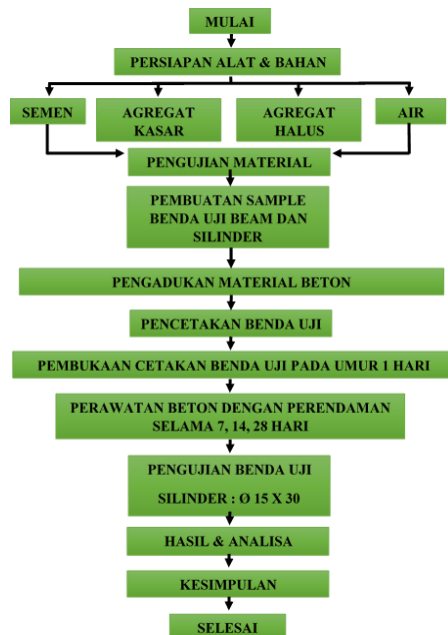 MULAI
PERSIAPAN ALAT & BAHAN
SEMEN
AGREGAT
KASAR
AGREGAT
HALUS
AIR
PENGUJIAN MATERIAL
PEMBUATAN SAMPLE
BENDA UJI BEAM DAN
SILINDER
PENGADUKAN MATERIAL BETON
PENCETAKAN BENDA UJI
PEMBUKAAN CETAKAN BENDA UJI PADA UMUR 1 HARI
PERAWATAN BETON DENGAN PERENDAMAN
SELAMA 7, 14, 28 HARI
PENGUJIAN BENDA UJI
SILINDER : Ø 15 X 30
HASIL & ANALISA
KESIMPULAN
SELESAI